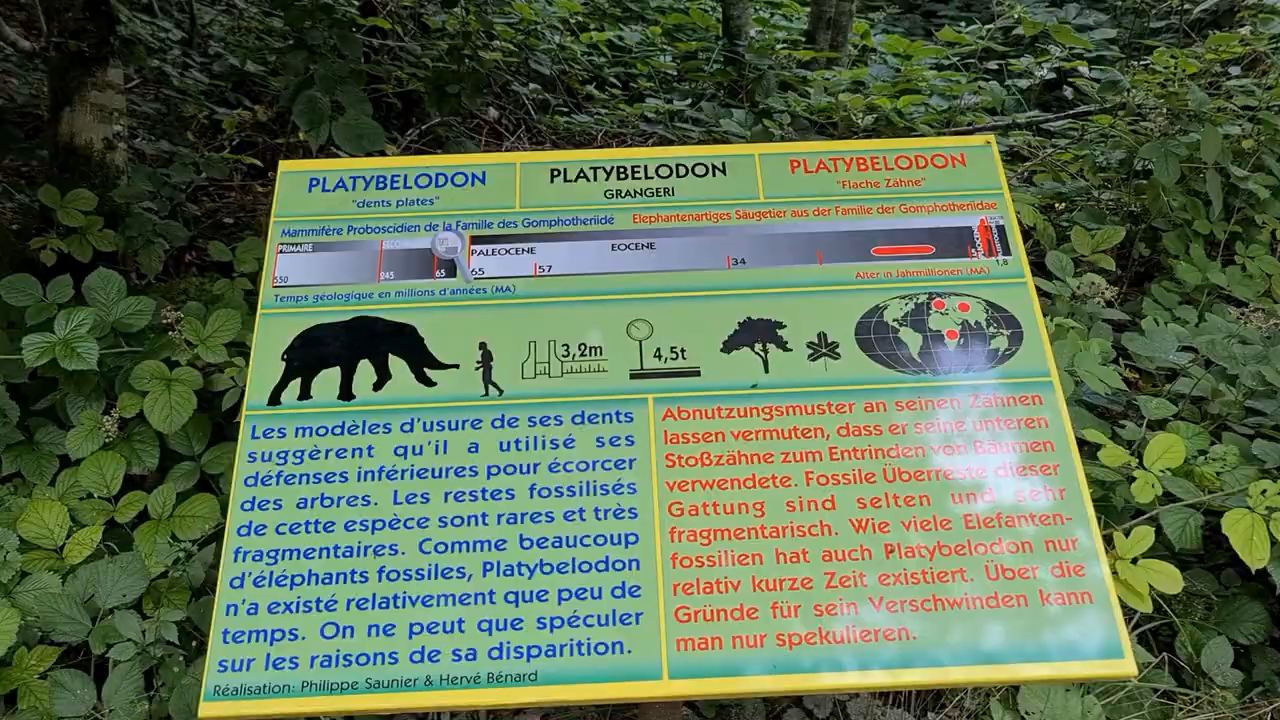 PLATYBELODON
"dents plates"
PLATYBELODON
GRANGERI
PLATYBELODON
"Flache Zähne"
Mammifère Proboscidien de la Famille des Gomphotheriidé
Elephantenartiges Säugetier aus der Familie der Gomphotheriidae
PRIMAIRE
PALEOCENE
EOCENE
550
245
65
65
57
34
1,8
Temps géologique en millions d'années (MA)
Alter in Jahrmillionen (MA)
3,2m
4,5t
Les modèles d'usure de ses dents
suggèrent qu'il a utilisé ses
défenses inférieures pour écorcer
des arbres. Les restes fossilisés
de cette espèce sont rares et très
fragmentaires. Comme beaucoup
d'éléphants fossiles, Platybelodon
n'a existé relativement que peu de
temps. On ne peut que spéculer
sur les raisons de sa disparition.
Réalisation: Philippe Saunier & Hervé Bénard
Abnutzungsmuster an seinen Zähnen
lassen vermuten, dass er seine unteren
Stoßzähne zum Entrinden von Bäumen
verwendete. Fossile Überreste dieser
Gattung sind selten und sehr
fragmentarisch. Wie viele Elefanten-
fossilien hat auch Platybelodon nur
relativ kurze Zeit existiert. Über die
Gründe für sein Verschwinden kann
man nur spekulieren.